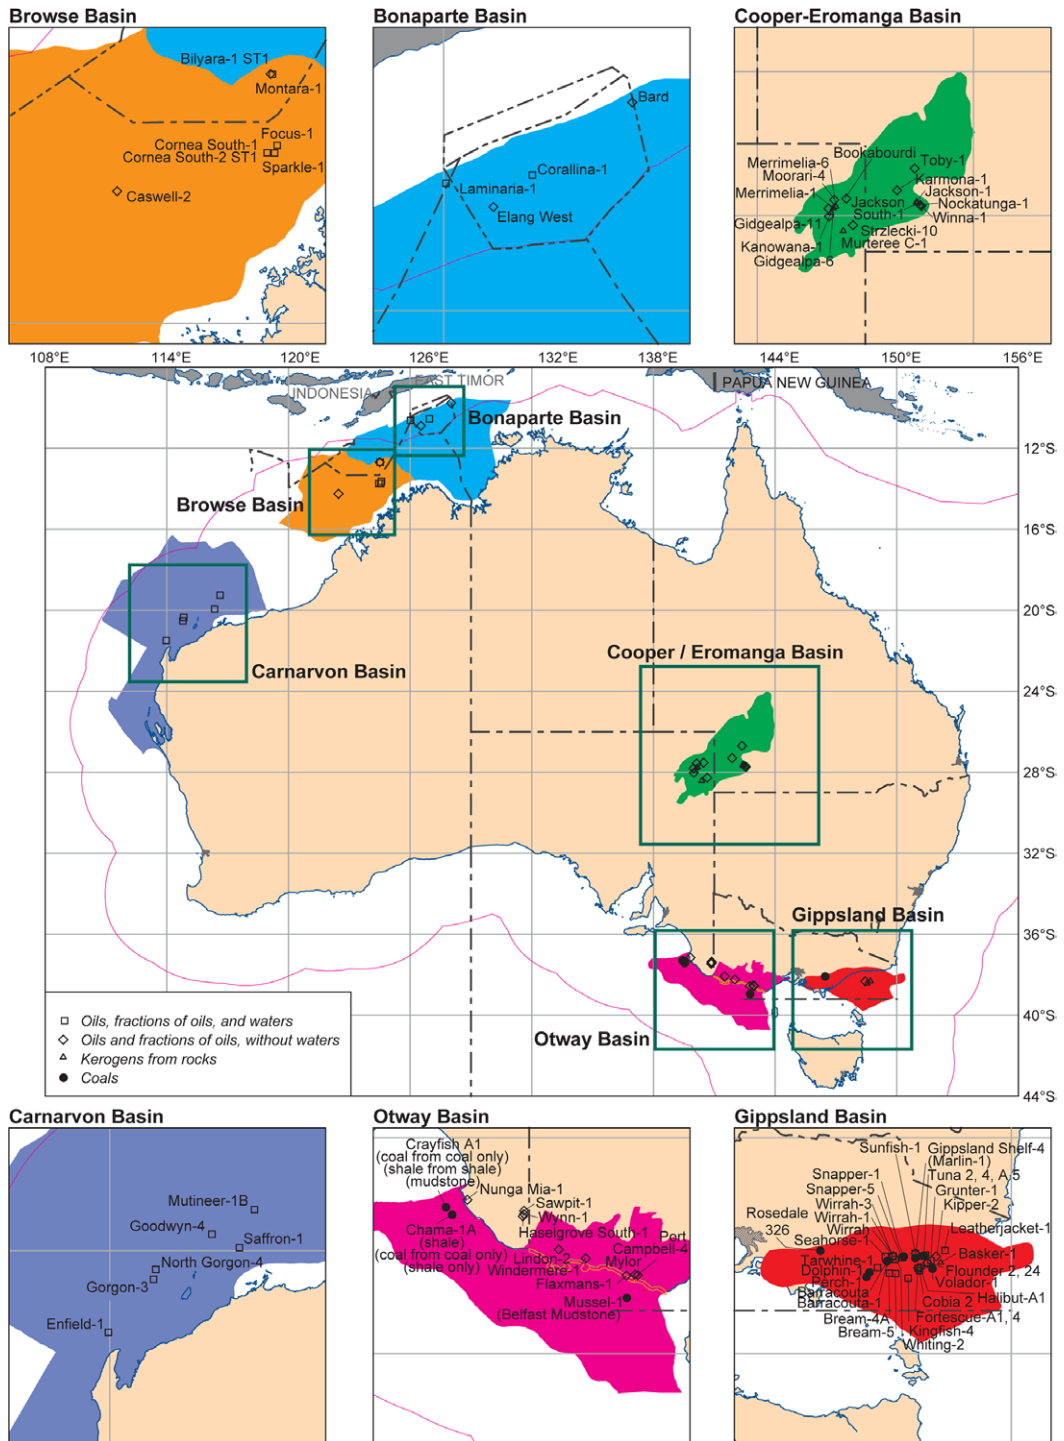 Browse Basin
Bilyara-1 ST1
Montara-1
Focus-1
Cornea South-1
Cornea South-2 ST1
Sparkle-1
Caswell-2
Bonaparte Basin
Bard
Corallina-1
Laminaria-1
Elang West
Cooper-Eromanga Basin
Bookabourdi
Merrimelia-6
Toby-1
Moorari-4
Karmona-1
Merrimelia-1
Jackson-1
Jackson
South-1
Nockatunga-1
Gidgealpa-11
Winna-1
Strzlecki-10
Kanowana-1
Murteree C-1
Gidgealpa-6
108°E
114°E
120°E
126°E
132°E
138°E
144°E
150°E
156°E
INDONESIA
EAST TIMOR
PAPUA NEW GUINEA
Bonaparte Basin
12°S
Browse Basin
16°S
20°S
Carnarvon Basin
Cooper / Eromanga Basin
24°S
28°S
32°S
Gippsland Basin
36°S
Otway Basin
40°S
44°S
Oils, fractions of oils, and waters
Oils and fractions of oils, without waters
Kerogens from rocks
Coals
Carnarvon Basin
Mutineer-1B
Goodwyn-4
Saffron-1
North Gorgon-4
Gorgon-3
Enfield-1
Otway Basin
Crayfish A1
(coal from coal only)
(shale from shale)
(mudstone)
Nunga Mia-1
Sawpit-1
Wynn-1
Chama-1A
(shale)
(coal from coal only)
(shale only)
Haselgrove South-1
Port
Campbell-4
Lindon-2
Mylor
Windermere-1
Flaxmans-1
Mussel-1
(Belfast Mudstone)
Gippsland Basin
Sunfish-1
Gippsland Shelf-4
(Marlin-1)
Snapper-1
Tuna 2, 4, A,5
Snapper-5
Grunter-1
Wirrah-3
Kipper-2
Rosedale
326
Wirrah-1
Wirrah
Leatherjacket-1
Seahorse-1
Basker-1
Tarwhine-1
Dolphin-1
Flounder 2, 24
Perch-1
Volador-1
Barracouta
Halibut-A1
Barracouta-1
Cobia 2
Bream-4A
Fortescue-A1, 4
Bream-5
Kingfish-4
Whiting-2